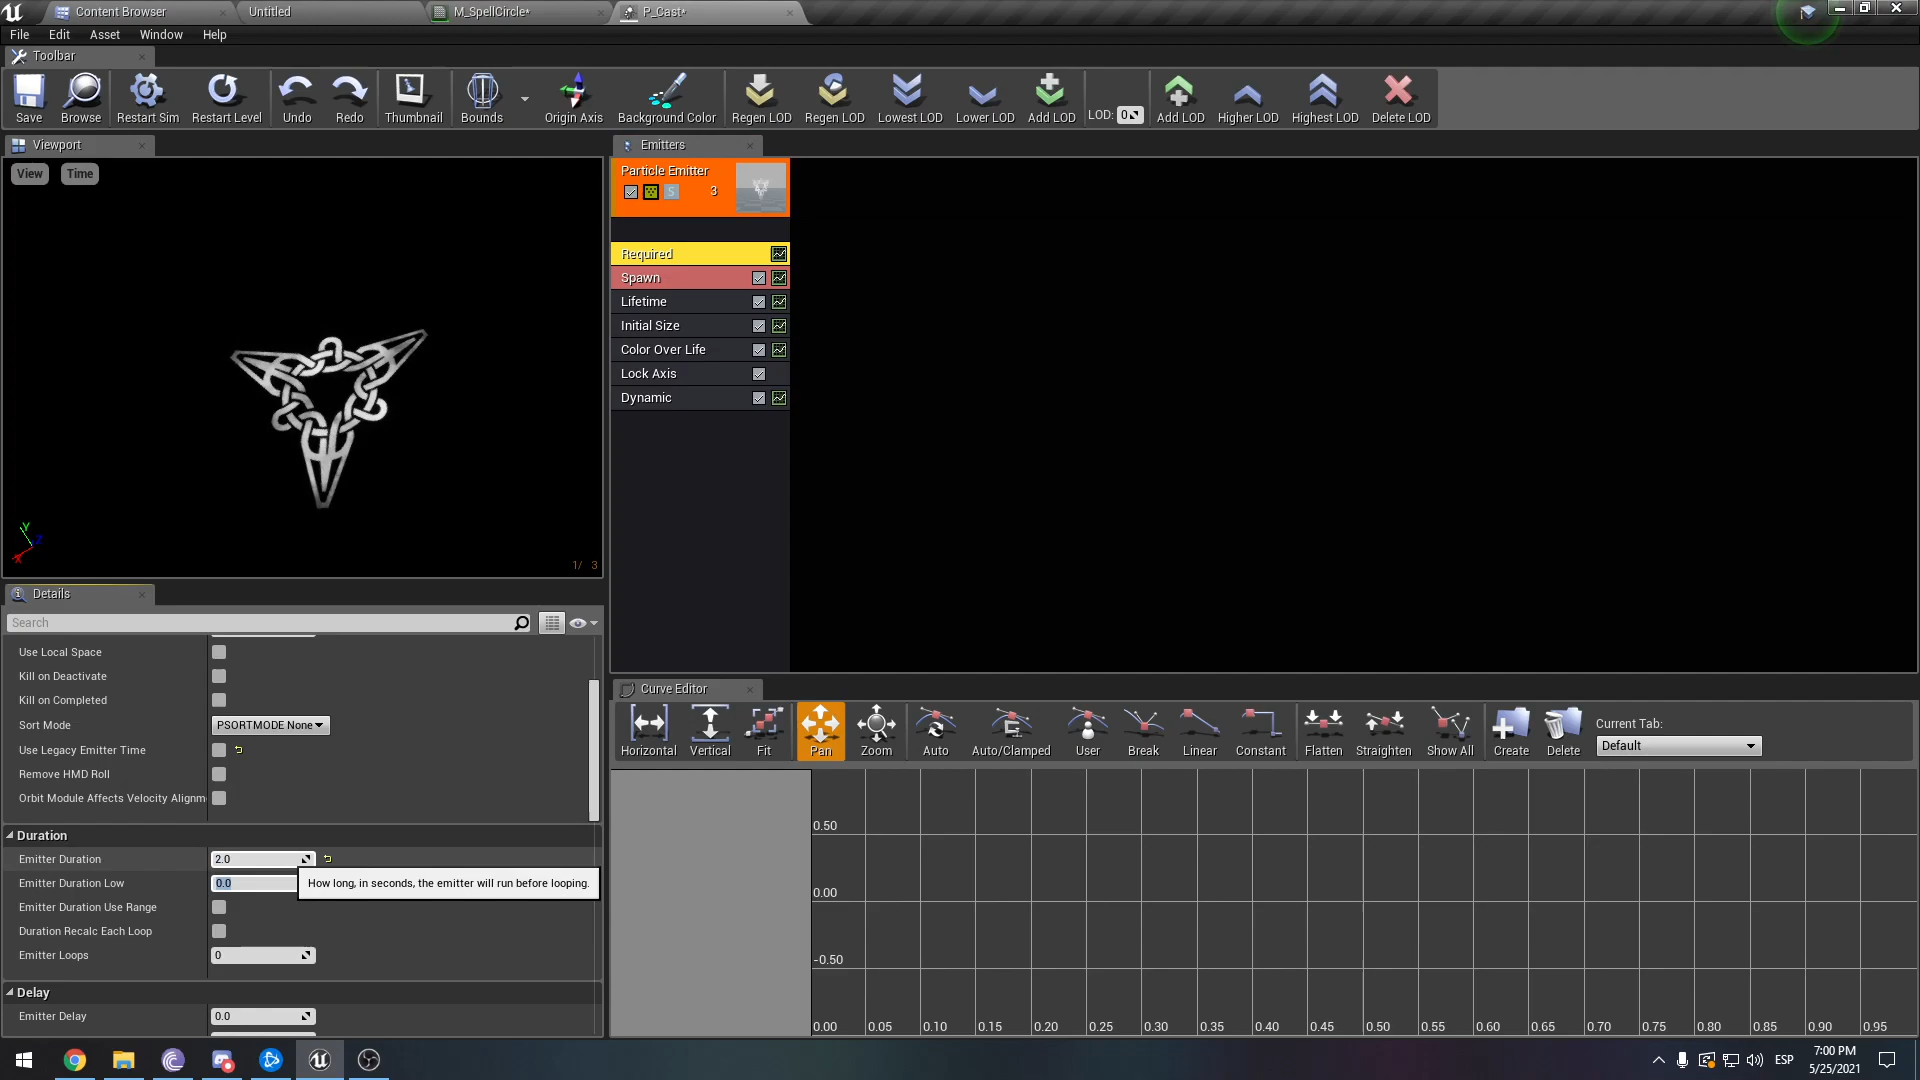 Content Browser
Untitled
M_SpellCircle*
P_Cast*
File Edit Asset Window Help
Toolbar
Save Browse Restart Sim Restart Level Undo Redo Thumbnail Bounds Origin Axis Background Color Regen LOD Regen LOD Lowest LOD Lower LOD Add LOD LOD: 0 Add LOD Higher LOD Highest LOD Delete LOD
Viewport
View Time
1/ 3
Y
Z
X
Emitters
Particle Emitter
S 3
Required
Spawn
Lifetime
Initial Size
Color Over Life
Lock Axis
Dynamic
Details
Search
Use Local Space
Kill on Deactivate
Kill on Completed
Sort Mode PSORTMODE None
Use Legacy Emitter Time
Remove HMD Roll
Orbit Module Affects Velocity Alignm
Duration
Emitter Duration 2.0
Emitter Duration Low 0.0
How long, in seconds, the emitter will run before looping.
Emitter Duration Use Range
Duration Recalc Each Loop
Emitter Loops 0
Delay
Emitter Delay 0.0
Curve Editor
Horizontal Vertical Fit Pan Zoom Auto Auto/Clamped User Break Linear Constant Flatten Straighten Show All Create Delete
Current Tab:
Default
0.50
0.00
-0.50
0.00 0.05 0.10 0.15 0.20 0.25 0.30 0.35 0.40 0.45 0.50 0.55 0.60 0.65 0.70 0.75 0.80 0.85 0.90 0.95
ESP
7:00 PM
5/25/2021